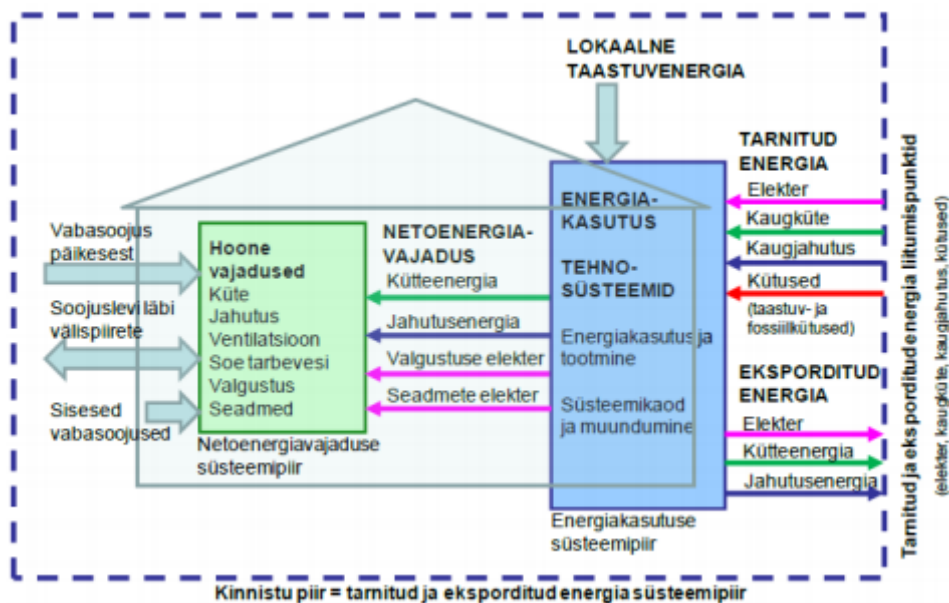 LOKAALNE
TAASTUVENERGIA
TARNITUD
ENERGIA
Elekter
Kaugküte
Kaugjahutus
Kütused
(taastuv- ja
fossiilkütused)
EKSPORDITUD
ENERGIA
Elekter
Kütteenergia
Jahutusenergia
ENERGIA-
KASUTUS
TEHNO-
SÜSTEEMID
Energiakasutus ja
tootmine
Süsteemikaod
ja muundumine
Energiakasutuse
süsteemipiir
NETOENERGIA-
VAJADUS
Kütteenergia
Jahutusenergia
Valgustuse elekter
Seadmete elekter
Hoone
vajadused
Küte
Jahutus
Ventilatsioon
Soe tarbevesi
Valgustus
Seadmed
Netoenergiavajaduse
süsteemipiir
Vabasoojus
päikesest
Soojuslevi läbi
välispiirete
Sisesed
vabasoojused
Tarnitud ja eksporditud energia liitumispunktid
(elekter, kaugküte, kaugjahutus, kütused)
Kinnistu piir = tarnitud ja eksporditud energia süsteemipiir